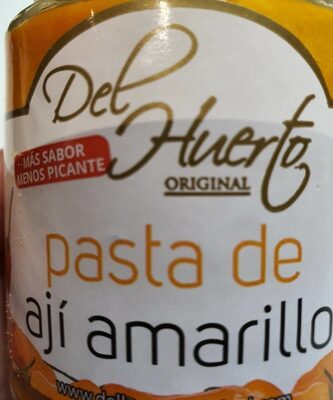 Del Huerto
ORIGINAL
MÁS SABOR
MENOS PICANTE
pasta de
ají amarillo